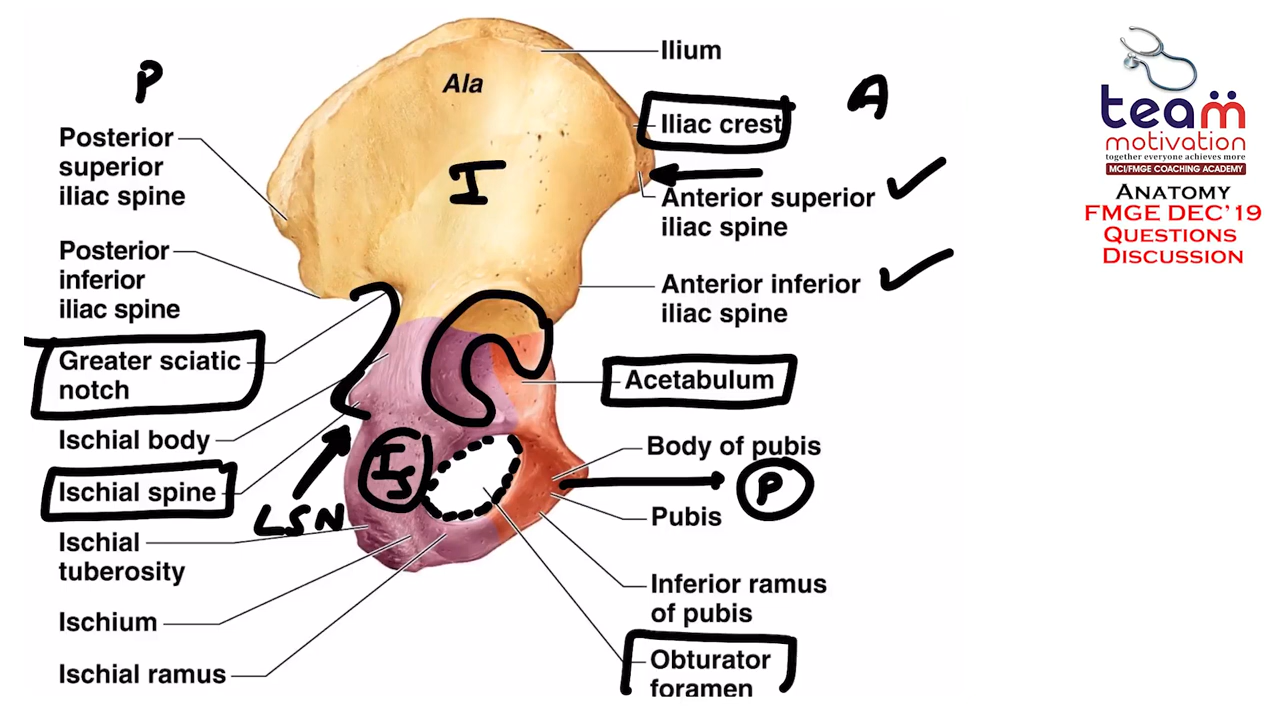 P
Posterior
superior
iliac spine
Posterior
inferior
iliac spine
Greater sciatic
notch
Ischial body
Ischial spine
LSN
Ischial
tuberosity
Ischium
Ischial ramus
Ala
I
IS
Ilium
A
Iliac crest
Anterior superior
iliac spine
Anterior inferior
iliac spine
Acetabulum
Body of pubis
P
Pubis
Inferior ramus
of pubis
Obturator
foramen
team
motivation
together everyone achieves more
MCI/FMGE COACHING ACADEMY
ANATOMY
FMGE DEC'19
QUESTIONS
DISCUSSION